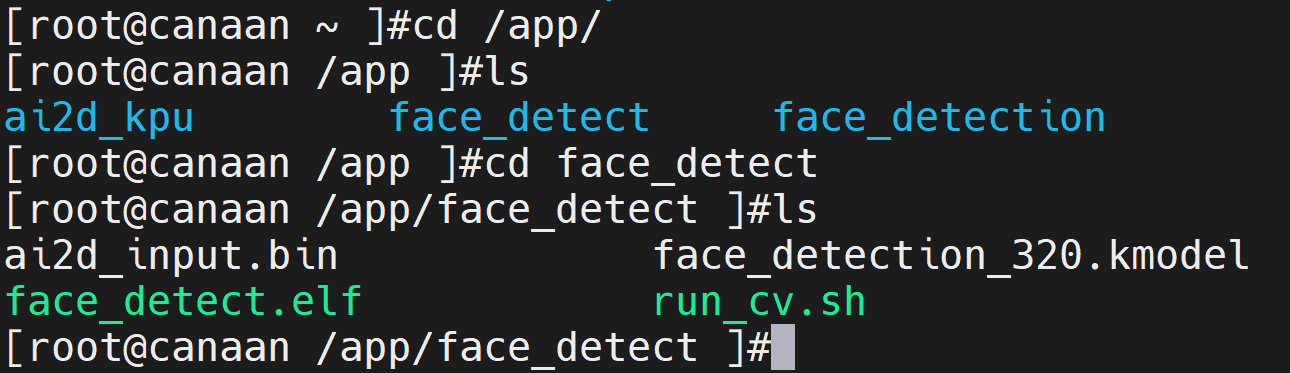 [root@canaan ~ ]#cd /app/
[root@canaan /app ]#ls
ai2d_kpu face_detect face_detection
[root@canaan /app ]#cd face_detect
[root@canaan /app/face_detect ]#ls
ai2d_input.bin face_detection_320.kmodel
face_detect.elf run_cv.sh
[root@canaan /app/face_detect ]#